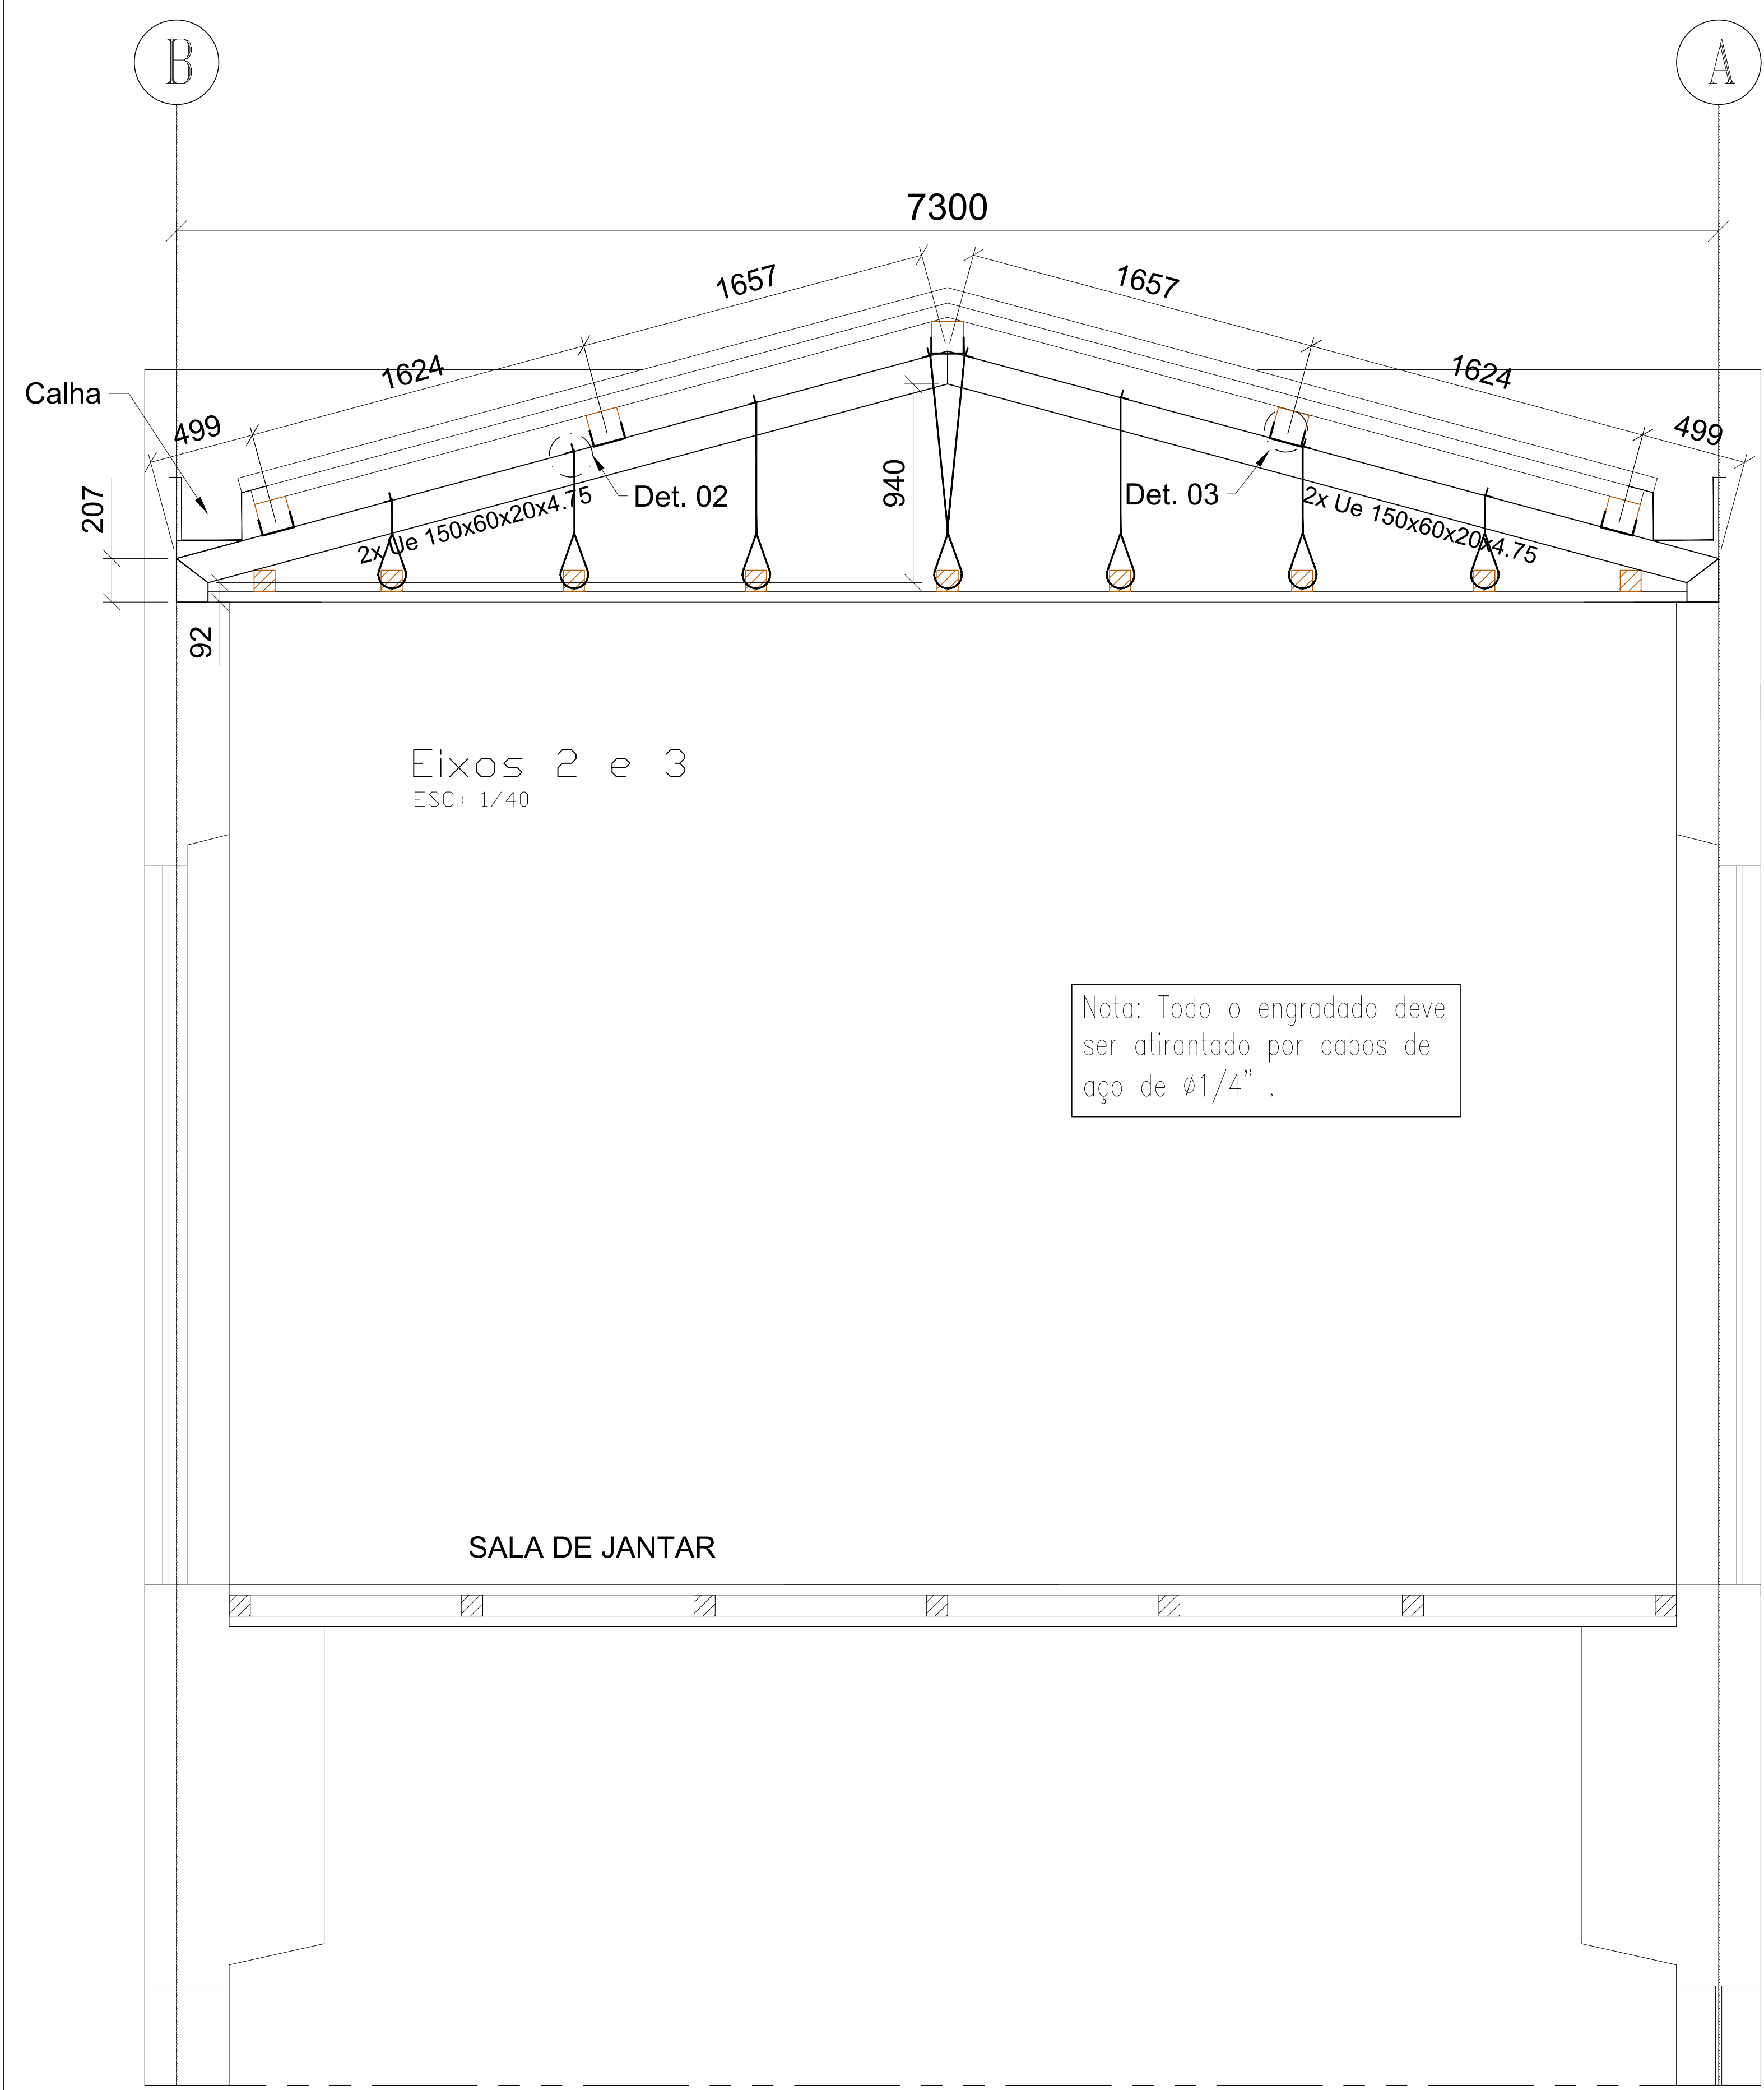 B
A
7300
1657
1657
1624
1624
Calha
499
499
207
940
Det. 02
Det. 03
2x Ue 150x60x20x4.75
2x Ue 150x60x20x4.75
92
Eixos 2 e 3
ESC.: 1/40
Nota: Todo o engradado deve
ser atirantado por cabos de
aço de ø1/4" .
SALA DE JANTAR